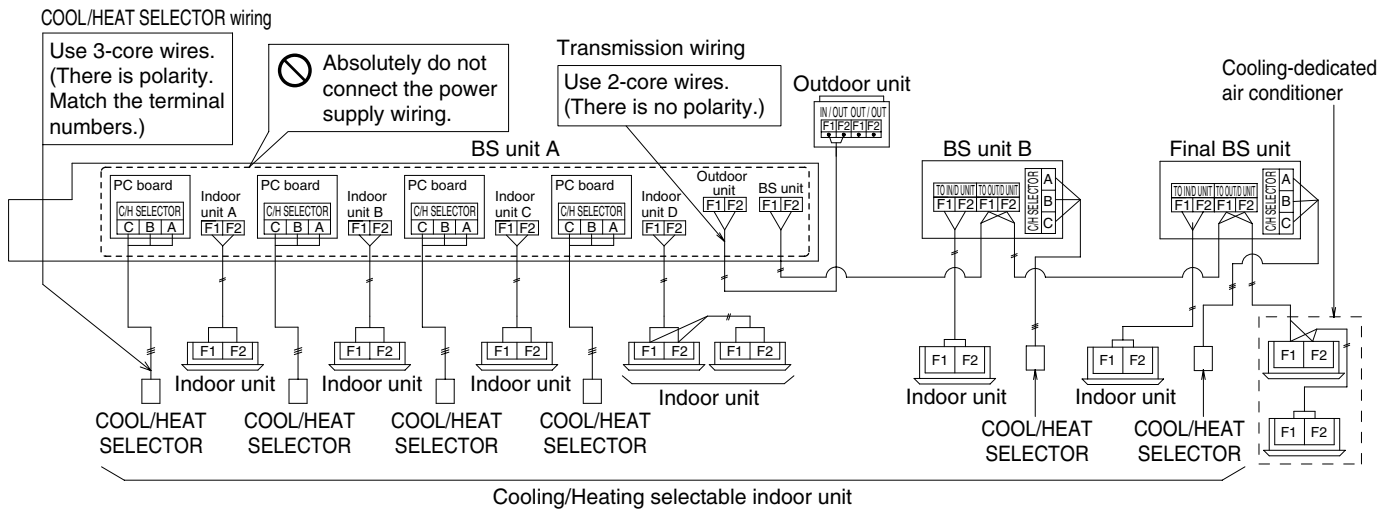 COOL/HEAT SELECTOR wiring
Use 3-core wires.
(There is polarity.
Match the terminal
numbers.)
Absolutely do not
connect the power
supply wiring.
Transmission wiring
Use 2-core wires.
(There is no polarity.)
Outdoor unit
IN/OUT OUT/OUT
F1 F2 F1 F2
Cooling-dedicated
air conditioner
BS unit A
PC board
C/H SELECTOR
C B A
Indoor
unit A
F1 F2
PC board
C/H SELECTOR
C B A
Indoor
unit B
F1 F2
PC board
C/H SELECTOR
C B A
Indoor
unit C
F1 F2
PC board
C/H SELECTOR
C B A
Indoor
unit D
F1 F2
Outdoor
unit
F1 F2
BS unit
F1 F2
BS unit B
TO IN/D UNIT TO OUT/D UNIT
F1 F2 F1 F2
C/H SELECTOR
A
B
C
Final BS unit
TO IN/D UNIT TO OUT/D UNIT
F1 F2 F1 F2
C/H SELECTOR
A
B
C
F1 F2
Indoor unit
F1 F2
Indoor unit
F1 F2
Indoor unit
F1 F2
F1 F2
Indoor unit
F1 F2
Indoor unit
F1 F2
Indoor unit
F1 F2
F1 F2
COOL/HEAT
SELECTOR
COOL/HEAT
SELECTOR
COOL/HEAT
SELECTOR
COOL/HEAT
SELECTOR
COOL/HEAT
SELECTOR
COOL/HEAT
SELECTOR
Cooling/Heating selectable indoor unit